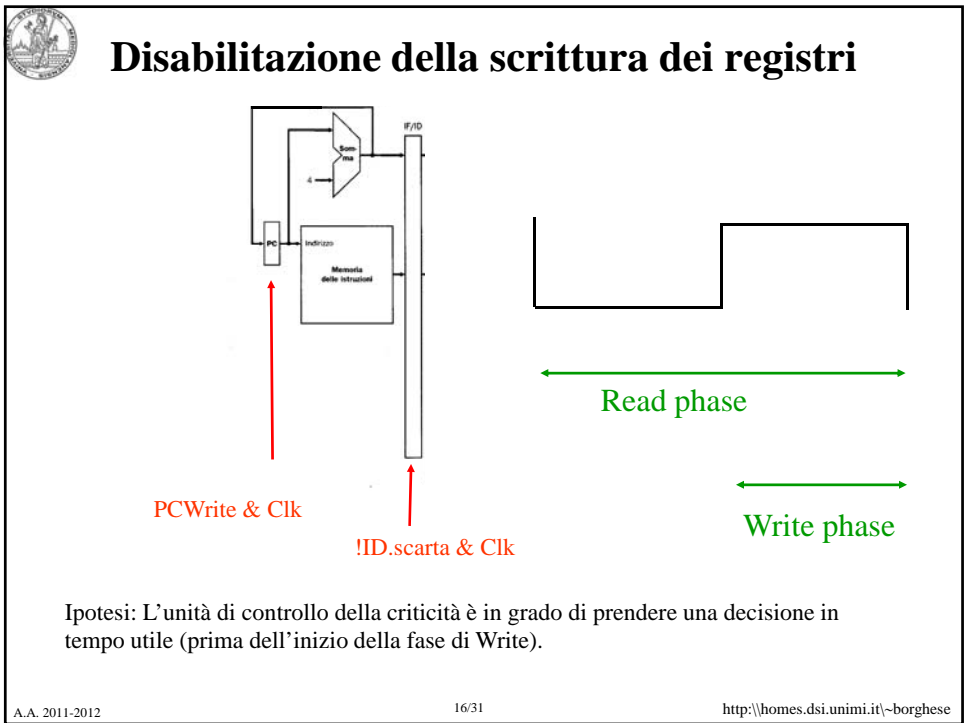 Disabilitazione della scrittura dei registri
IF/ID
Som-
ma
4
PC
Indirizzo
Memoria
delle istruzioni
Read phase
PCWrite & Clk
Write phase
!ID.scarta & Clk
Ipotesi: L'unità di controllo della criticità è in grado di prendere una decisione in
tempo utile (prima dell'inizio della fase di Write).
A.A. 2011-2012
16/31
http:\\homes.dsi.unimi.it\~borghese